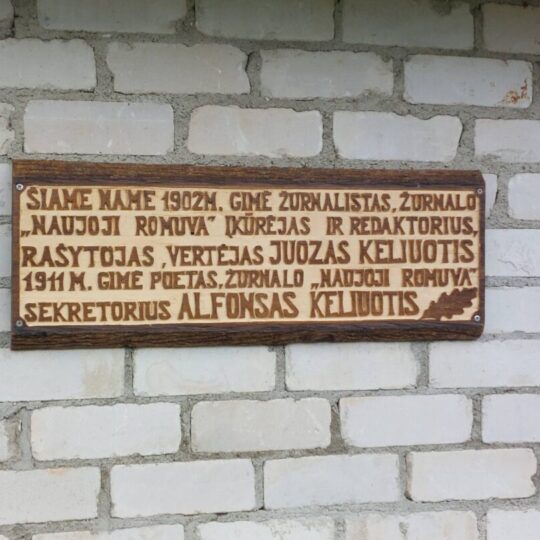 ŠIAME NAME 1902M. GIMĖ ŽURNALISTAS, ŽURNALO
„NAUJOJI ROMUVA" ĮKŪRĖJAS IR REDAKTORIUS,
RAŠYTOJAS, VERTĖJAS JUOZAS KELIUOTIS
1911 M. GIMĖ POETAS, ŽURNALO „NAUJOJI ROMUVA"
SEKRETORIUS ALFONSAS KELIUOTIS